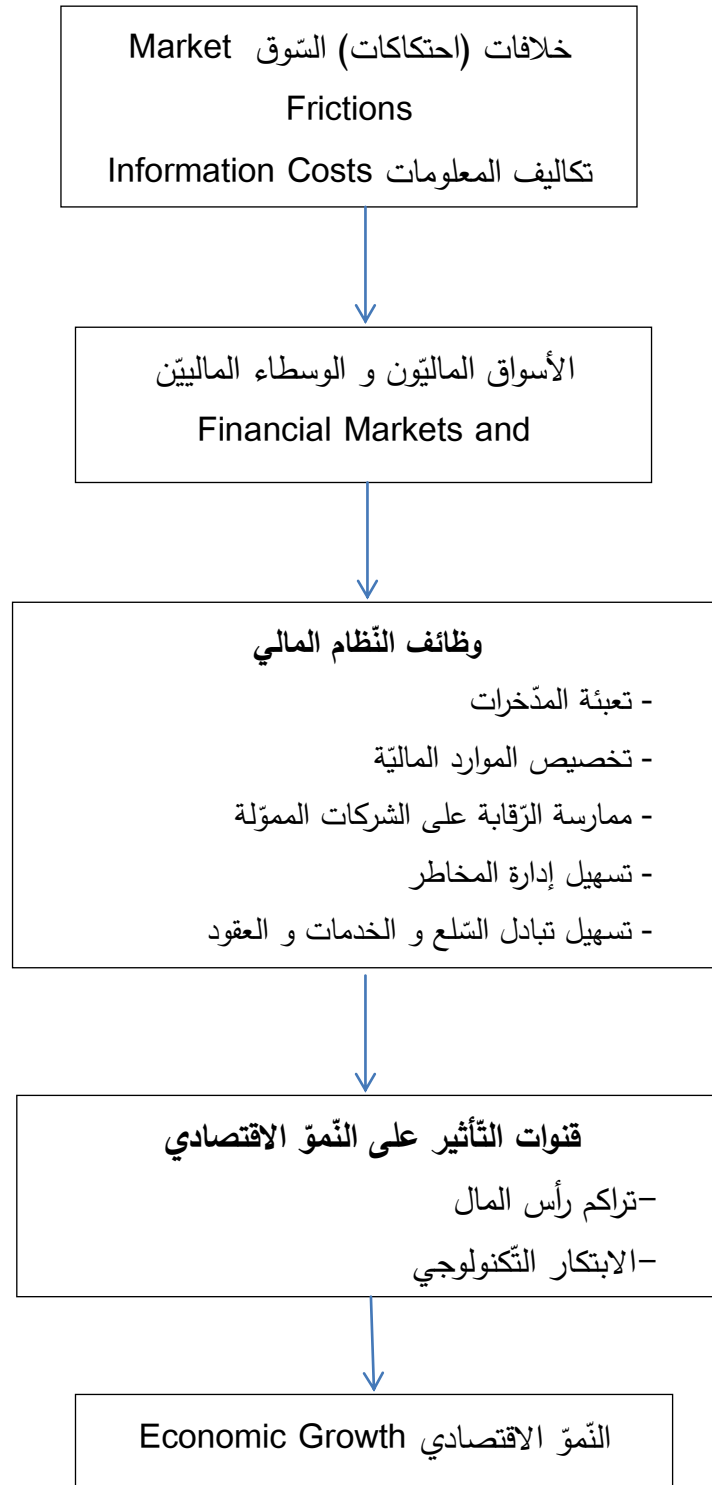 خلافات (احتكاكات) السّوق Market
Frictions
تكاليف المعلومات Information Costs
الأسواق الماليّون و الوسطاء الماليّين
Financial Markets and
وظائف النّظام المالي
- تعبئة المدّخرات
- تخصيص الموارد الماليّة
- ممارسة الرّقابة على الشركات المموّلة
- تسهيل إدارة المخاطر
- تسهيل تبادل السّلع و الخدمات و العقود
قنوات التّأثير على النّموّ الاقتصادي
–تراكم رأس المال
–الابتكار التّكنولوجي
النّموّ الاقتصادي Economic Growth